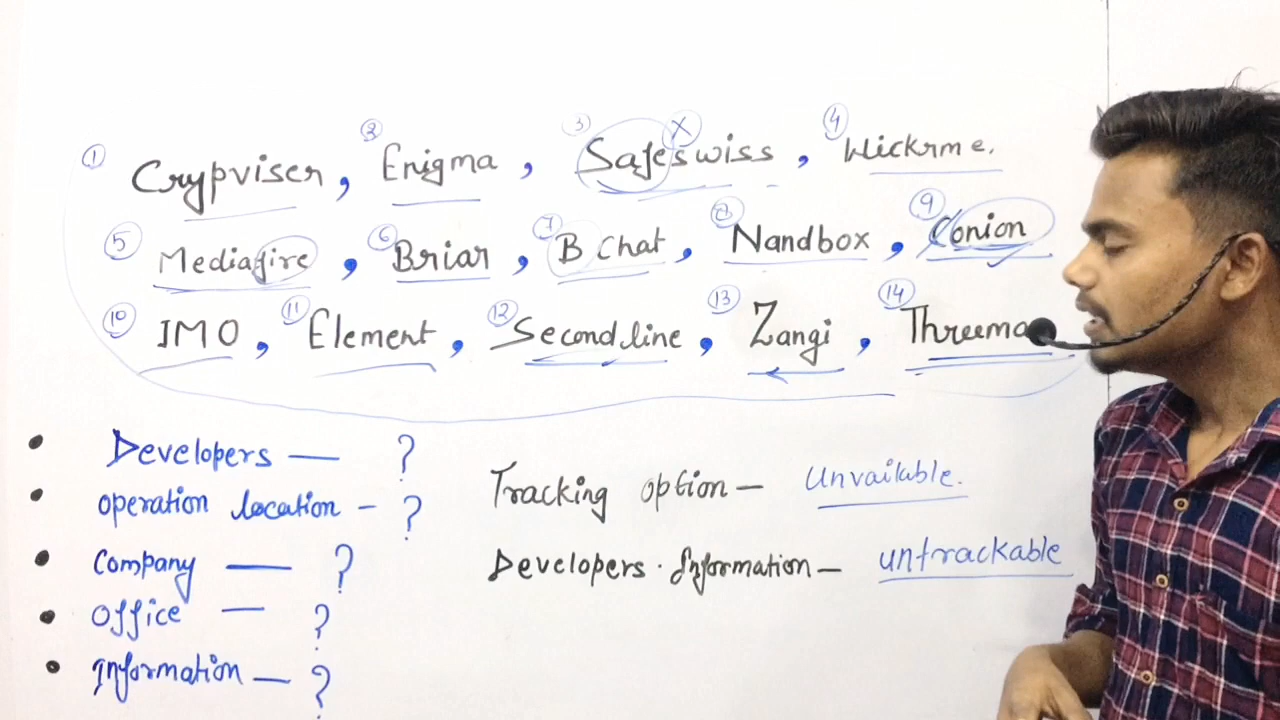 ① Crypviser, ② Enigma, ③ Safeswiss X, ④ Wickrme.
⑤ Mediafire, ⑥ Briar, ⑦ B Chat, ⑧ Nandbox, ⑨ Conion
⑩ IMO, ⑪ Element, ⑫ Second line, ⑬ Zangi, ⑭ Threema
• Developers — ?
• operation location - ?
• Company — ?
• Office — ?
• Information — ?
Tracking option — Unvailable.
Developers. Information — untrackable